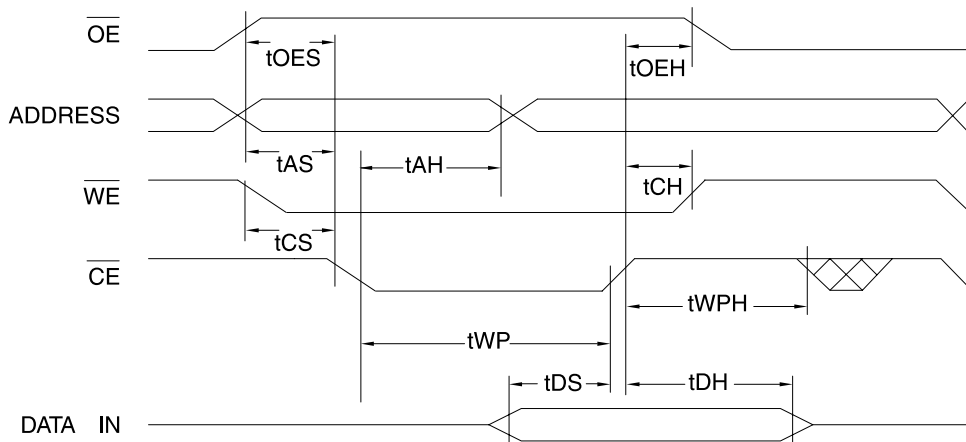 OE
tOES
tOEH
ADDRESS
tAS
tAH
tCH
WE
tCS
CE
tWPH
tWP
tDS
tDH
DATA IN